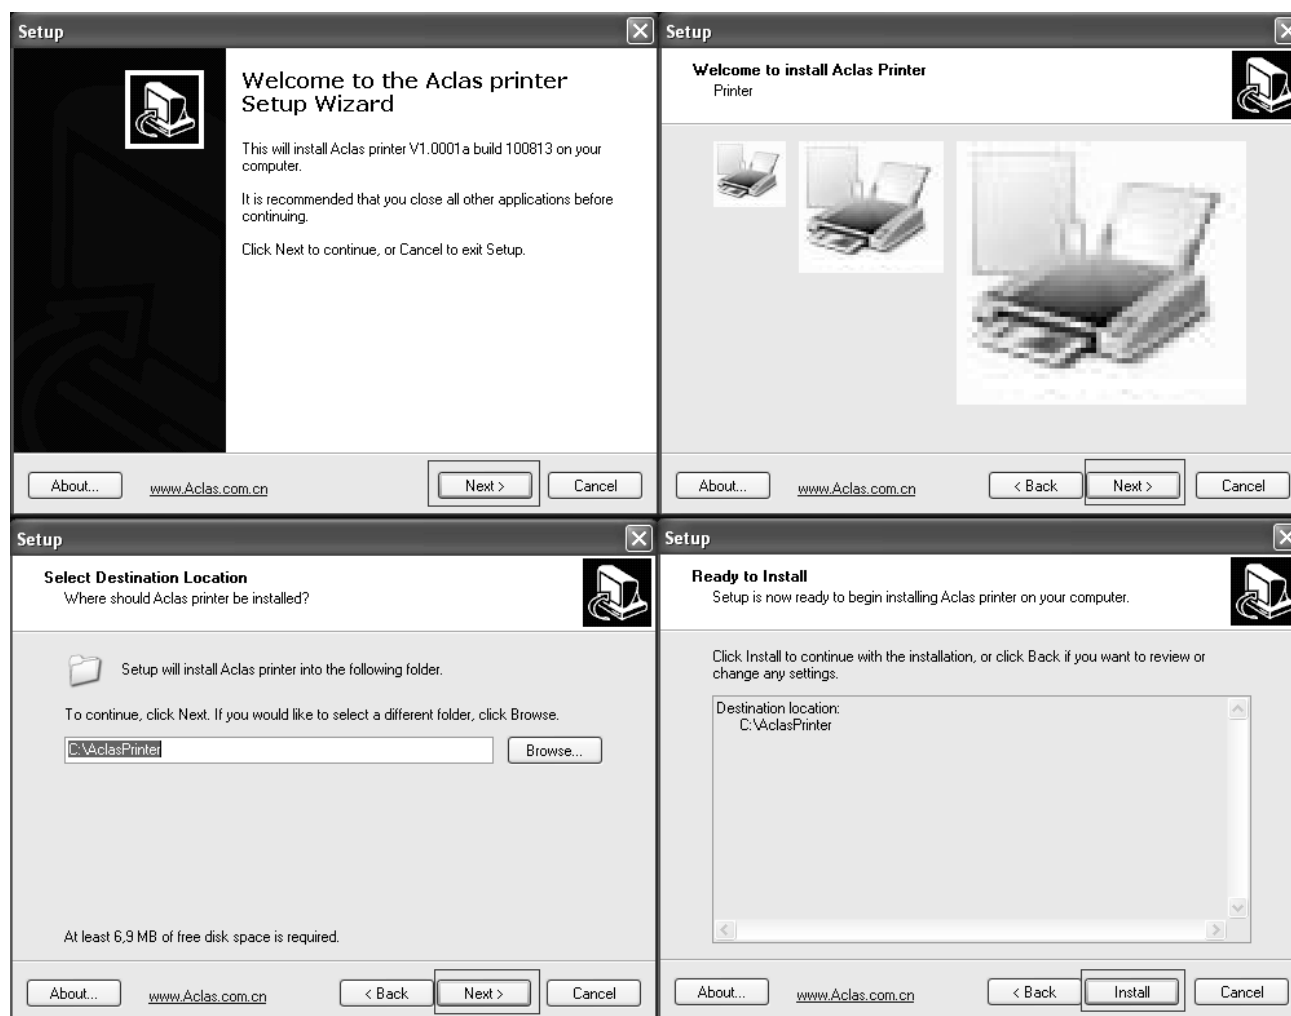 Setup
Welcome to the Aclas printer
Setup Wizard
This will install Aclas printer V1.0001a build 100813 on your
computer.
It is recommended that you close all other applications before
continuing.
Click Next to continue, or Cancel to exit Setup.
About...
www.Aclas.com.cn
Next >
Cancel
Setup
Welcome to install Aclas Printer
Printer
About...
www.Aclas.com.cn
< Back
Next >
Cancel
Setup
Select Destination Location
Where should Aclas printer be installed?
Setup will install Aclas printer into the following folder.
To continue, click Next. If you would like to select a different folder, click Browse.
C:\AclasPrinter
Browse...
At least 6,9 MB of free disk space is required.
About...
www.Aclas.com.cn
< Back
Next >
Cancel
Setup
Ready to Install
Setup is now ready to begin installing Aclas printer on your computer.
Click Install to continue with the installation, or click Back if you want to review or
change any settings.
Destination location:
C:\AclasPrinter
About...
www.Aclas.com.cn
< Back
Install
Cancel